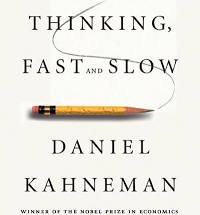 THINKING,
FAST AND SLOW
DANIEL
KAHNEMAN
WINNER OF THE NOBEL PRIZE IN ECONOMICS